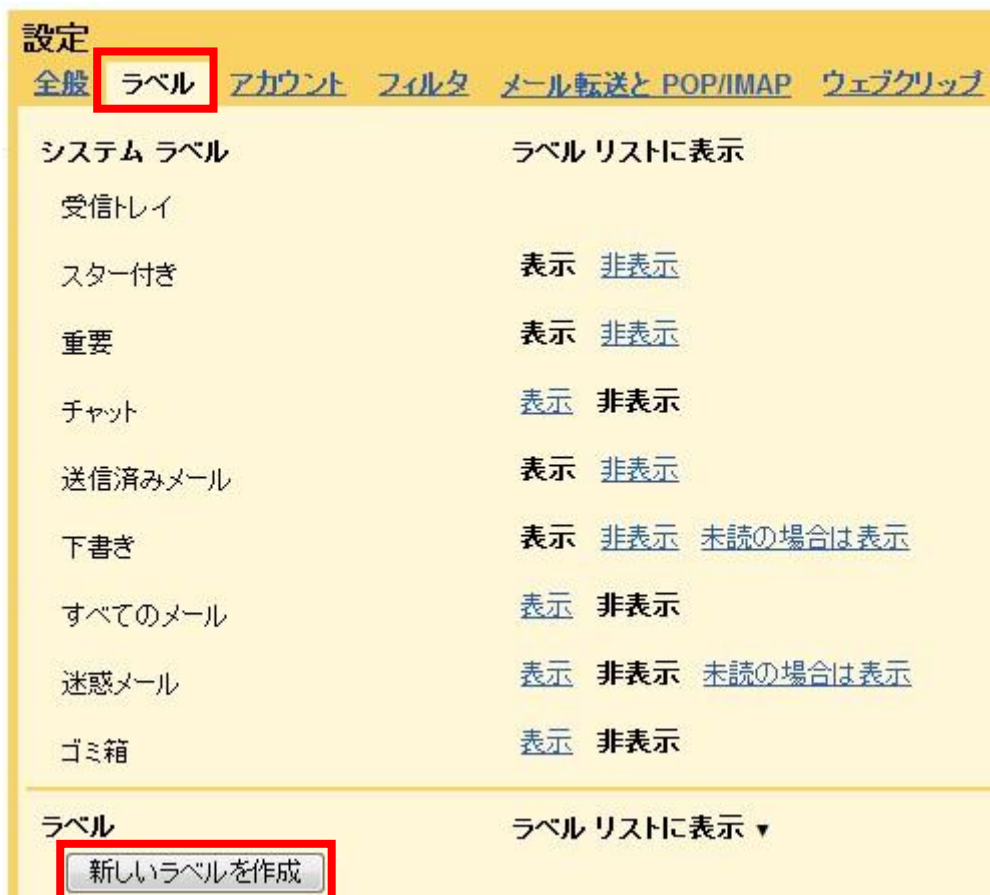 設定
全般 ラベル アカウント フィルタ メール転送と POP/IMAP ウェブクリップ
システム ラベル ラベル リストに表示
受信トレイ
スター付き 表示 非表示
重要 表示 非表示
チャット 表示 非表示
送信済みメール 表示 非表示
下書き 表示 非表示 未読の場合は表示
すべてのメール 表示 非表示
迷惑メール 表示 非表示 未読の場合は表示
ゴミ箱 表示 非表示
ラベル ラベル リストに表示 ▼
新しいラベルを作成